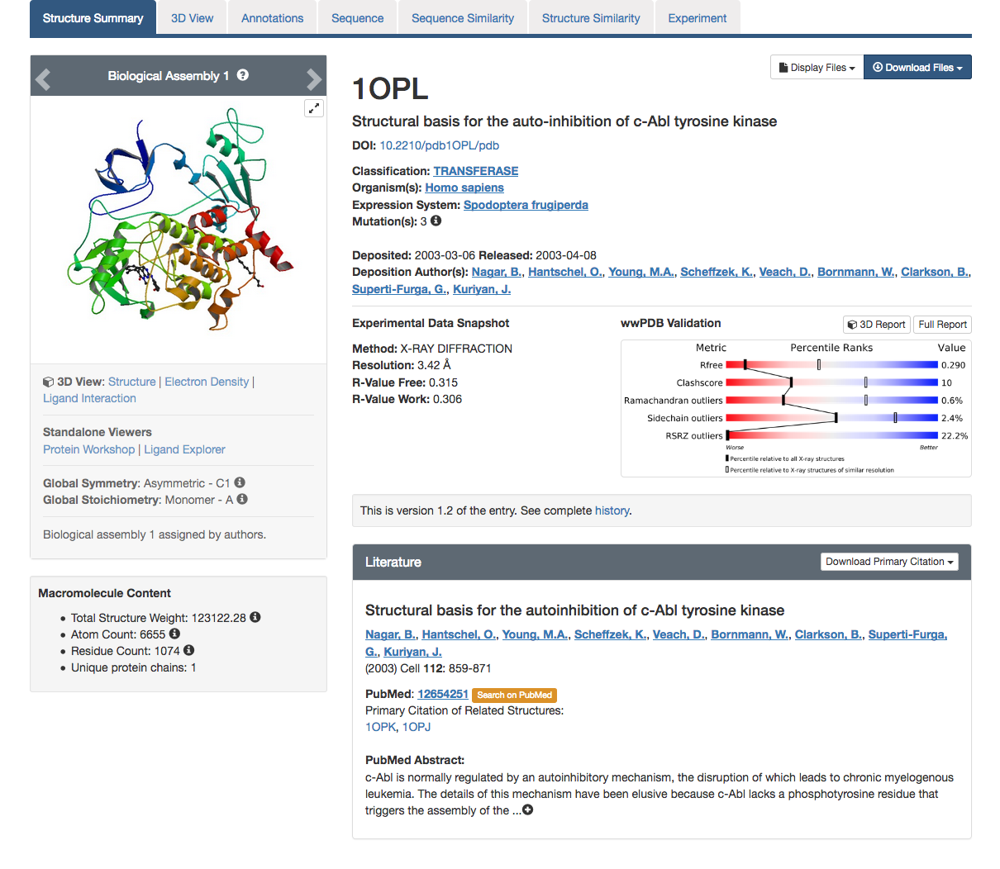 Structure Summary
3D View
Annotations
Sequence
Sequence Similarity
Structure Similarity
Experiment
Biological Assembly 1
3D View: Structure | Electron Density |
Ligand Interaction
Standalone Viewers
Protein Workshop | Ligand Explorer
Global Symmetry: Asymmetric - C1
Global Stoichiometry: Monomer - A
Biological assembly 1 assigned by authors.
Macromolecule Content
Total Structure Weight: 123122.28
Atom Count: 6655
Residue Count: 1074
Unique protein chains: 1
Display Files
Download Files
1OPL
Structural basis for the auto-inhibition of c-Abl tyrosine kinase
DOI: 10.2210/pdb1OPL/pdb
Classification: TRANSFERASE
Organism(s): Homo sapiens
Expression System: Spodoptera frugiperda
Mutation(s): 3
Deposited: 2003-03-06 Released: 2003-04-08
Deposition Author(s): Nagar, B., Hantschel, O., Young, M.A., Scheffzek, K., Veach, D., Bornmann, W., Clarkson, B.,
Superti-Furga, G., Kuriyan, J.
Experimental Data Snapshot
Method: X-RAY DIFFRACTION
Resolution: 3.42 Å
R-Value Free: 0.315
R-Value Work: 0.306
wwPDB Validation
3D Report
Full Report
Metric Percentile Ranks Value
Rfree 0.290
Clashscore 10
Ramachandran outliers 0.6%
Sidechain outliers 2.4%
RSRZ outliers 22.2%
Worse Better
Percentile relative to all X-ray structures
Percentile relative to X-ray structures of similar resolution
This is version 1.2 of the entry. See complete history.
Literature
Download Primary Citation
Structural basis for the autoinhibition of c-Abl tyrosine kinase
Nagar, B., Hantschel, O., Young, M.A., Scheffzek, K., Veach, D., Bornmann, W., Clarkson, B., Superti-Furga,
G., Kuriyan, J.
(2003) Cell 112: 859-871
PubMed: 12654251 Search on PubMed
Primary Citation of Related Structures:
1OPK, 1OPJ
PubMed Abstract:
c-Abl is normally regulated by an autoinhibitory mechanism, the disruption of which leads to chronic myelogenous
leukemia. The details of this mechanism have been elusive because c-Abl lacks a phosphotyrosine residue that
triggers the assembly of the ...